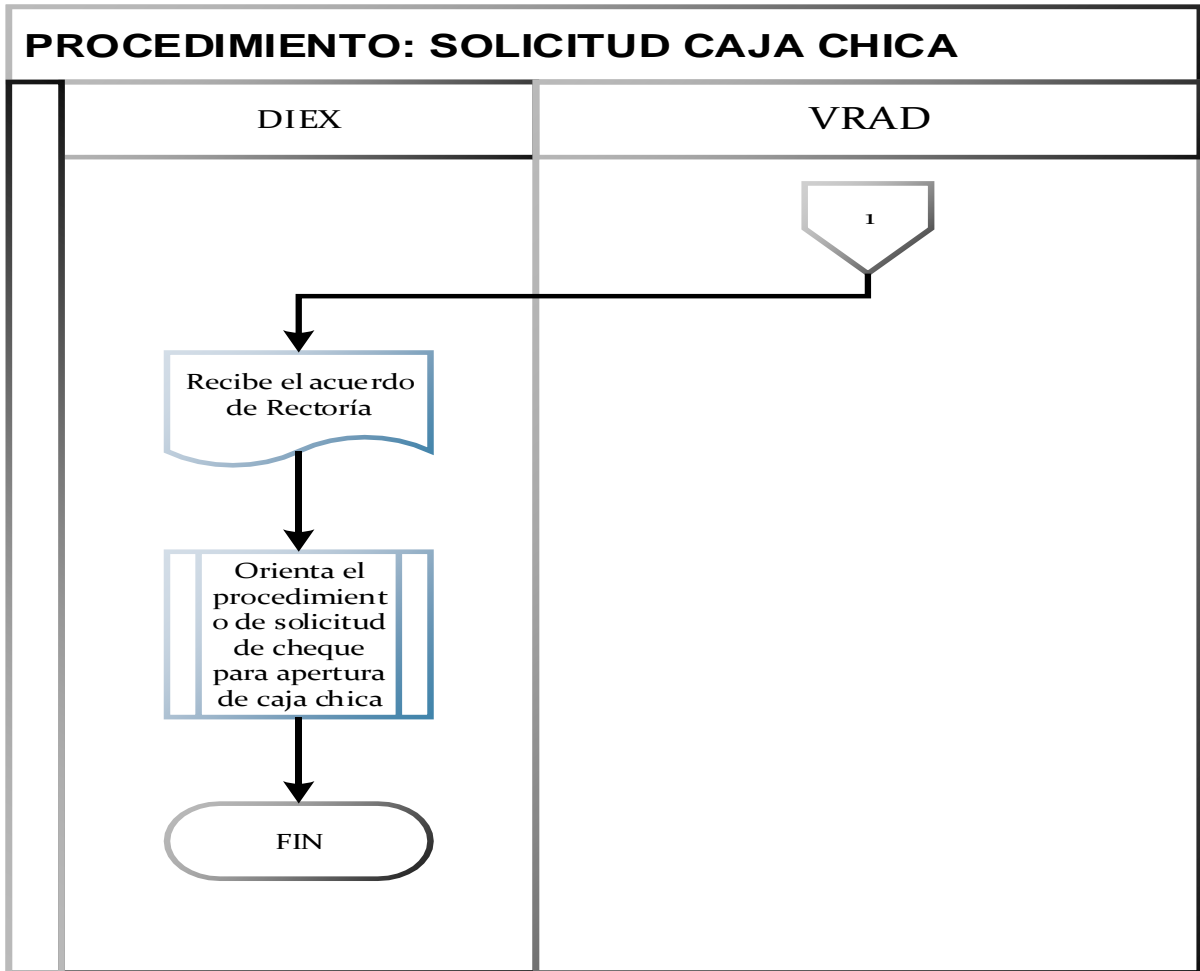 PROCEDIMIENTO: SOLICITUD CAJA CHICA
DIEX
VRAD
1
Recibe el acuerdo
de Rectoría
Orienta el
procedimient
o de solicitud
de cheque
para apertura
de caja chica
FIN